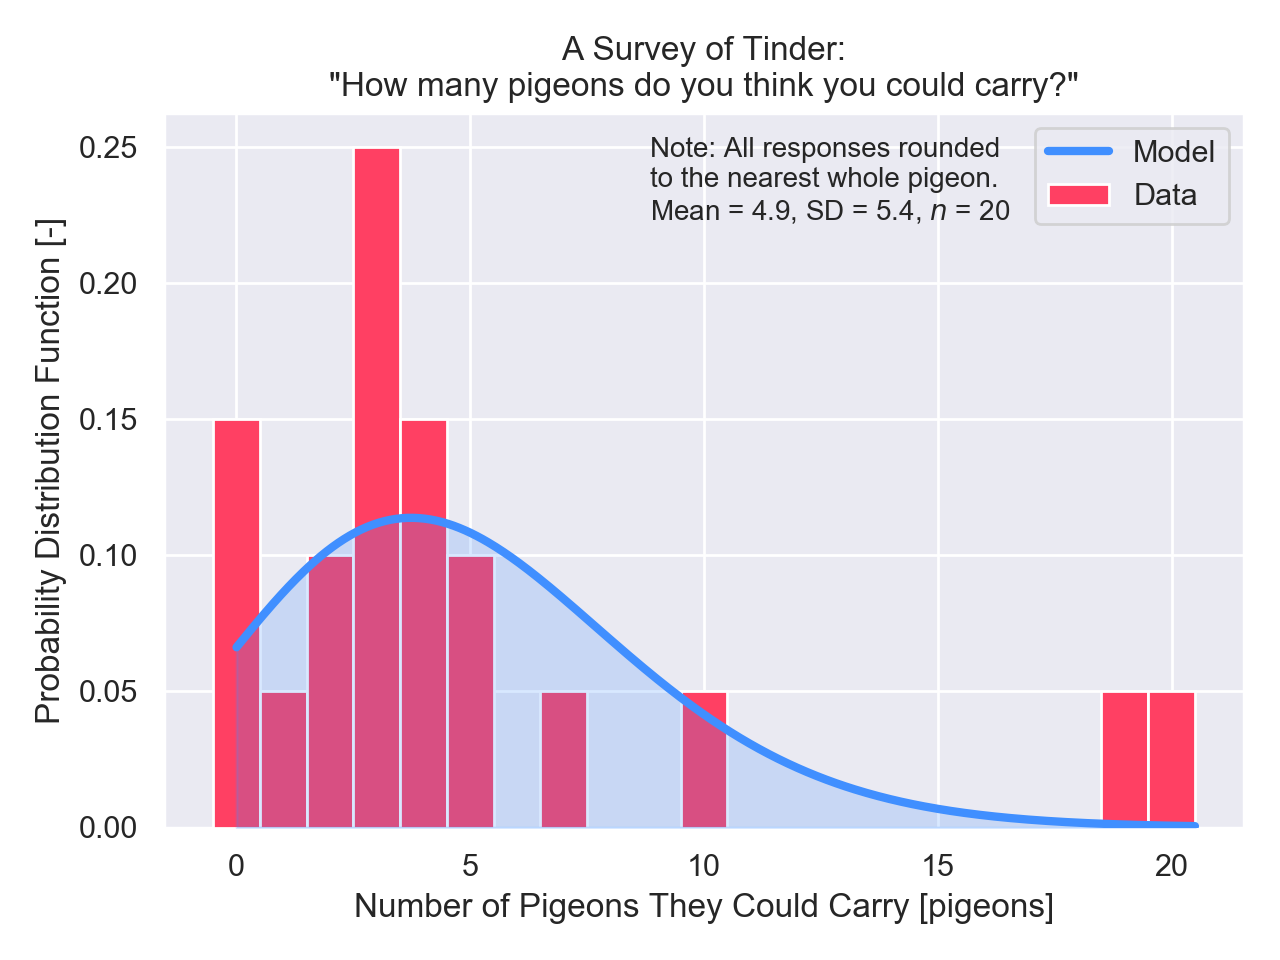 A Survey of Tinder:
"How many pigeons do you think you could carry?"
Note: All responses rounded
to the nearest whole pigeon.
Mean = 4.9, SD = 5.4, n = 20
Model
Data
Probability Distribution Function [-]
0.25
0.20
0.15
0.10
0.05
0.00
0
5
10
15
20
Number of Pigeons They Could Carry [pigeons]